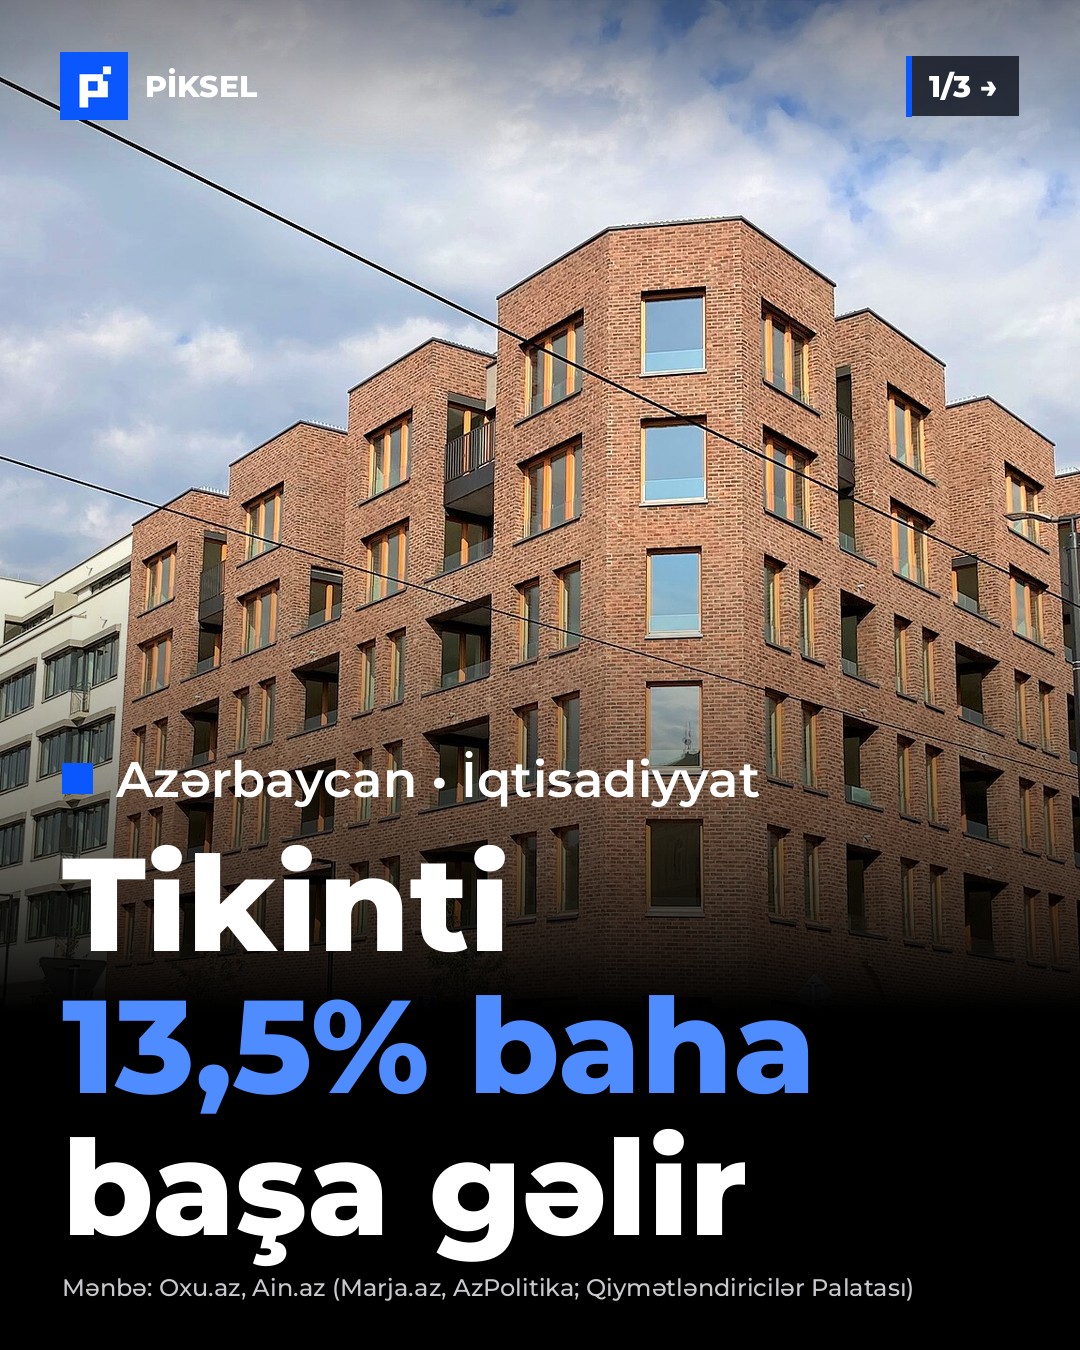 PİKSEL
1/3 →
Azərbaycan • İqtisadiyyat
Tikinti
13,5% baha
başa gəlir
Mənbə: Oxu.az, Ain.az (Marja.az, AzPolitika; Qiymətləndiricilər Palatası)